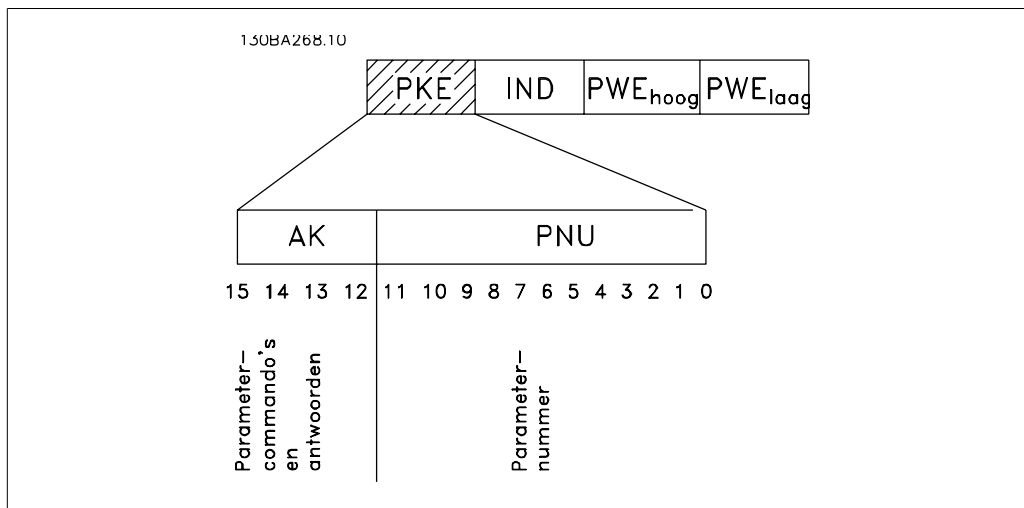 130BA268.10
PKE IND PWEhoog PWElaag
AK PNU
15 14 13 12 11 10 9 8 7 6 5 4 3 2 1 0
Parameter–
commando's
en
antwoorden
Parameter–
nummer